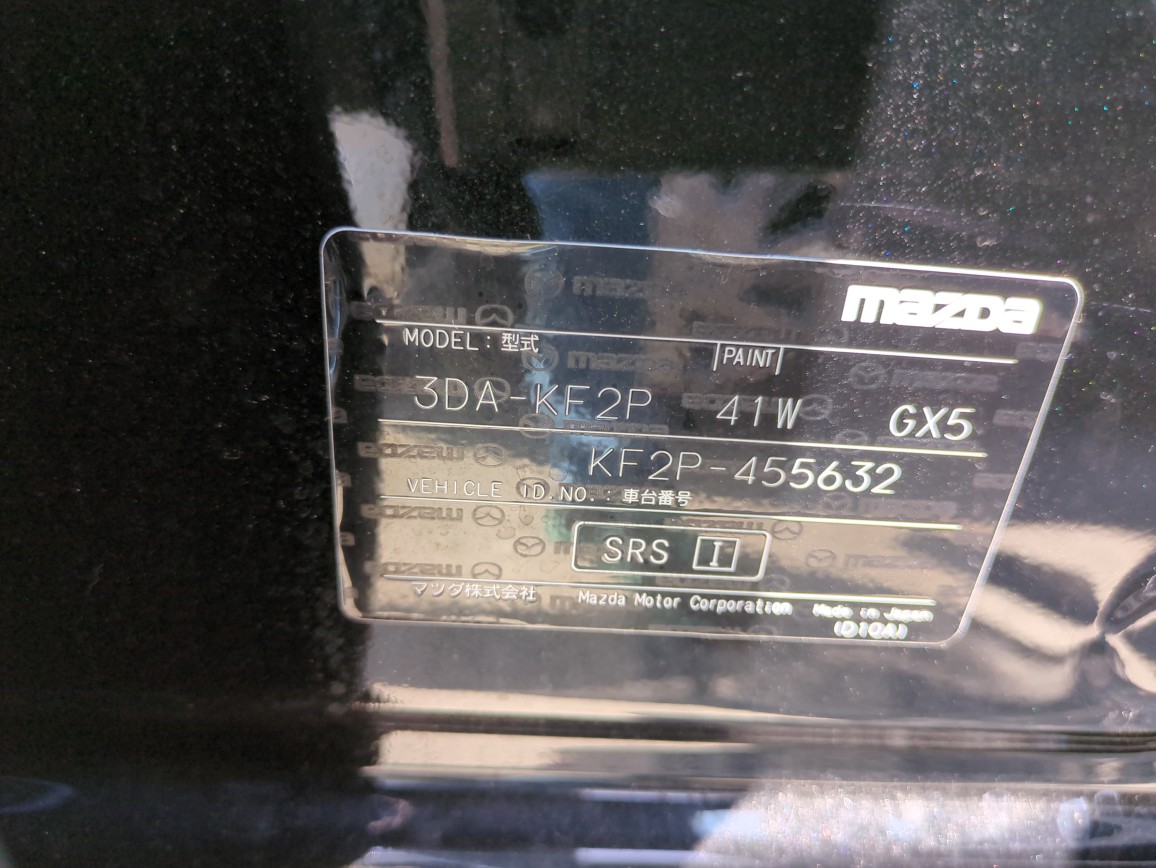 mazda
MODEL：型式 PAINT
3DA-KF2P 41W GX5
KF2P-455632
VEHICLE ID.NO.：車台番号
SRS I
マツダ株式会社 Mazda Motor Corporation Made in Japan
(D10A)